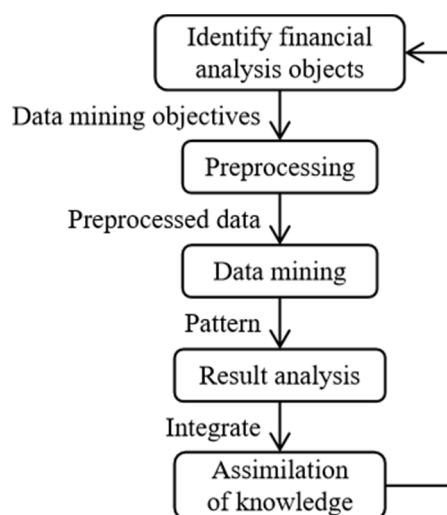 Identify financial
analysis objects
Data mining objectives
Preprocessing
Preprocessed data
Data mining
Pattern
Result analysis
Integrate
Assimilation
of knowledge